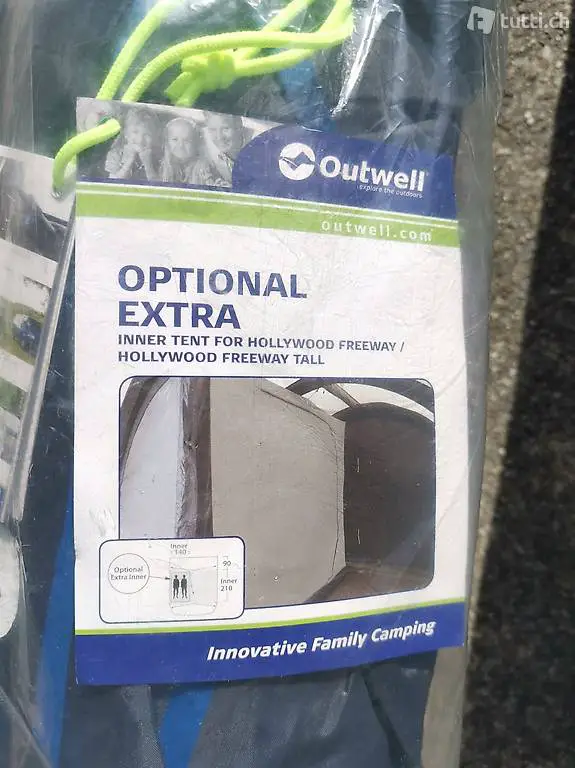 tutti.ch
Outwell
explore the outdoors
outwell.com
OPTIONAL
EXTRA
INNER TENT FOR HOLLYWOOD FREEWAY /
HOLLYWOOD FREEWAY TALL
Inner
140
90
Optional
Extra Inner
Inner
210
Innovative Family Camping